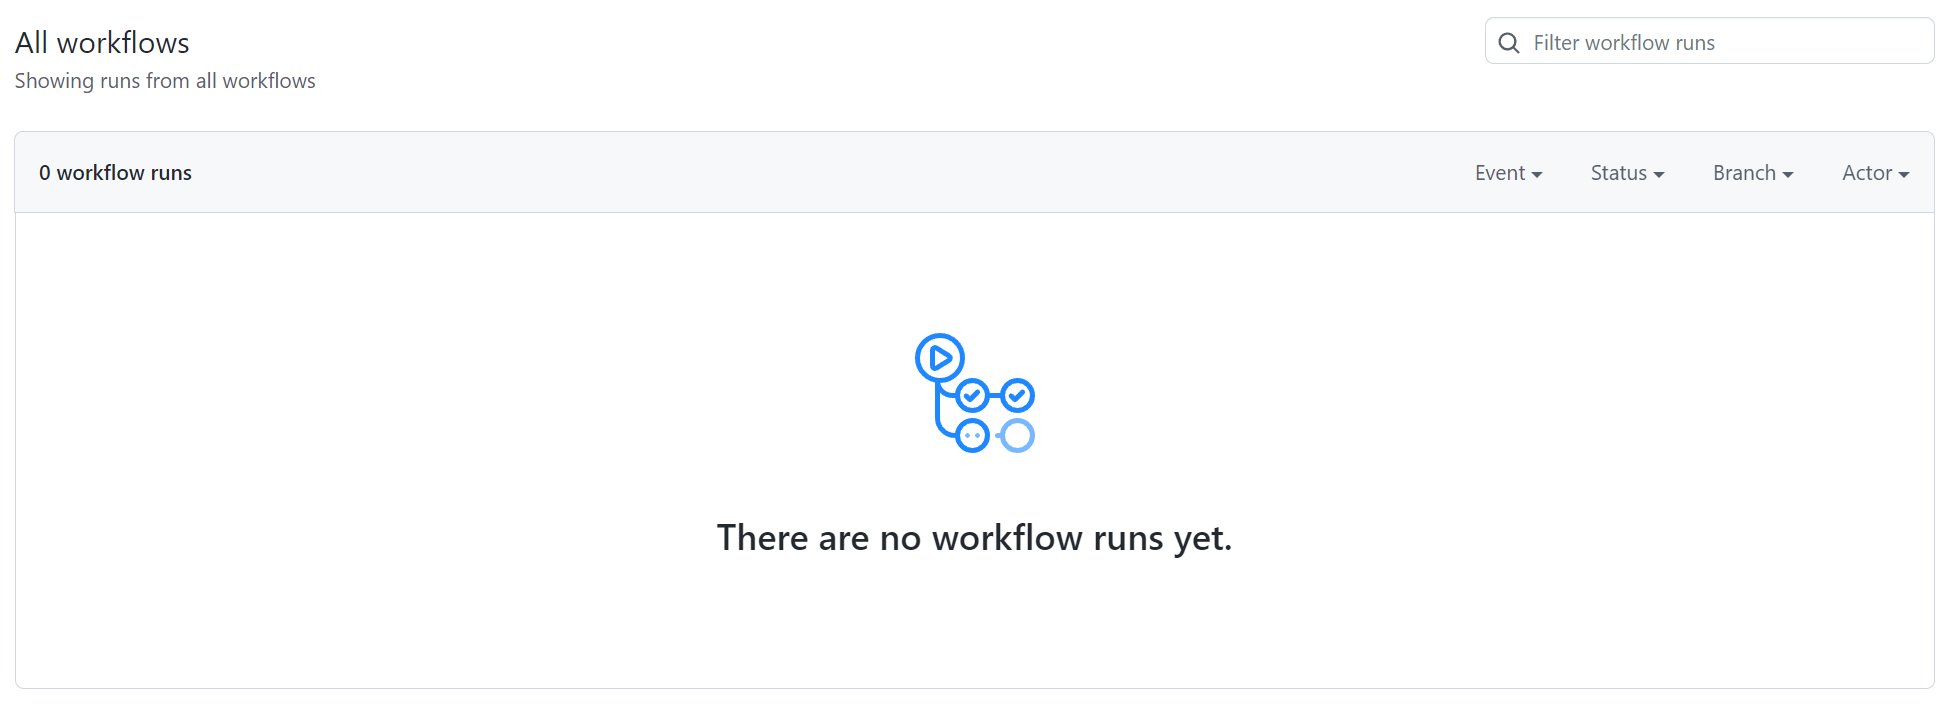 All workflows
Filter workflow runs
Showing runs from all workflows
0 workflow runs
Event Status Branch Actor
There are no workflow runs yet.